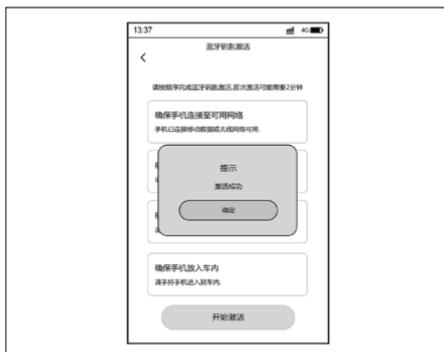 13:37
4G
蓝牙钥匙激活
请按顺序完成蓝牙钥匙激活,首次激活可能需要2分钟
确保手机连接至可用网络
手机已连接移动数据或无线网络可用.
提示
激活成功
确定
确保手机放入车内
请手持手机进入到车内.
开始激活